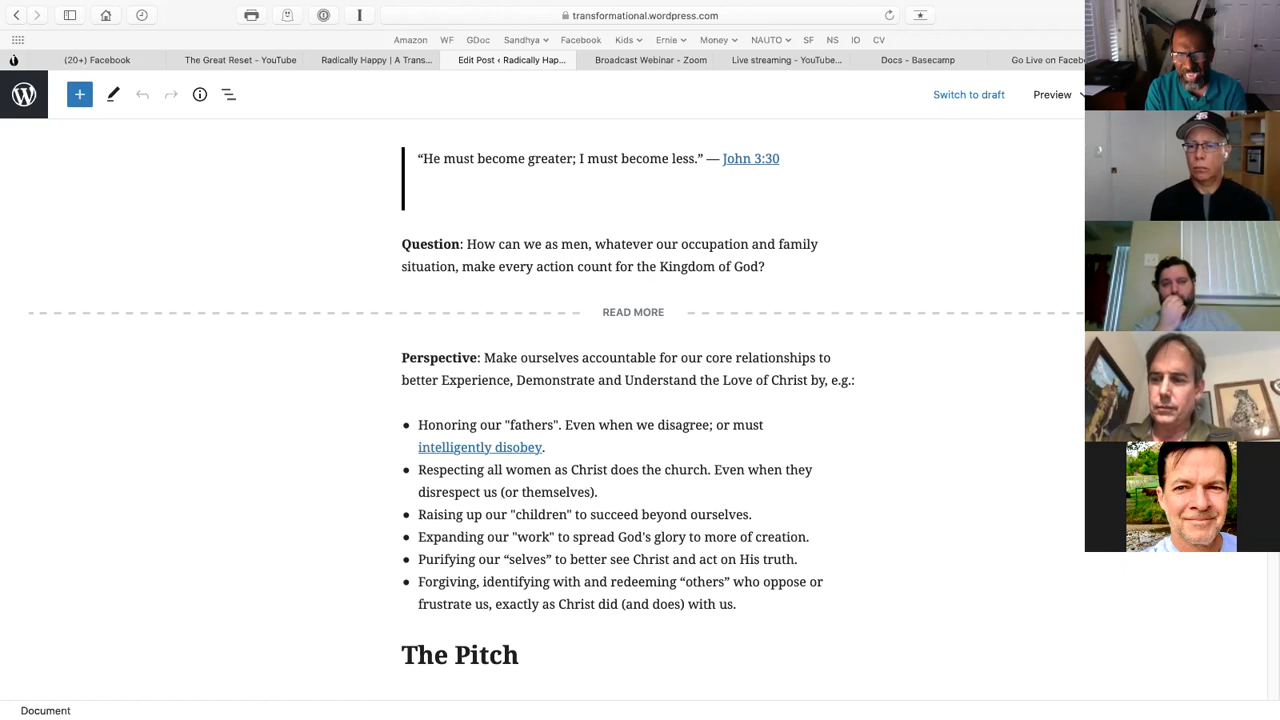 transformational.wordpress.com
Amazon WF GDoc Sandhya Facebook Kids Ernie Money NAUTO SF NS IO CV
(20+) Facebook The Great Reset - YouTube Radically Happy | A Trans... Edit Post ‹ Radically Hap... Broadcast Webinar - Zoom Live streaming - YouTube... Docs - Basecamp Go Live on Faceb
Switch to draft Preview
“He must become greater; I must become less.” — John 3:30
Question: How can we as men, whatever our occupation and family
situation, make every action count for the Kingdom of God?
READ MORE
Perspective: Make ourselves accountable for our core relationships to
better Experience, Demonstrate and Understand the Love of Christ by, e.g.:
● Honoring our "fathers". Even when we disagree; or must
intelligently disobey.
● Respecting all women as Christ does the church. Even when they
disrespect us (or themselves).
● Raising up our "children" to succeed beyond ourselves.
● Expanding our "work" to spread God's glory to more of creation.
● Purifying our “selves” to better see Christ and act on His truth.
● Forgiving, identifying with and redeeming “others” who oppose or
frustrate us, exactly as Christ did (and does) with us.
The Pitch
Document